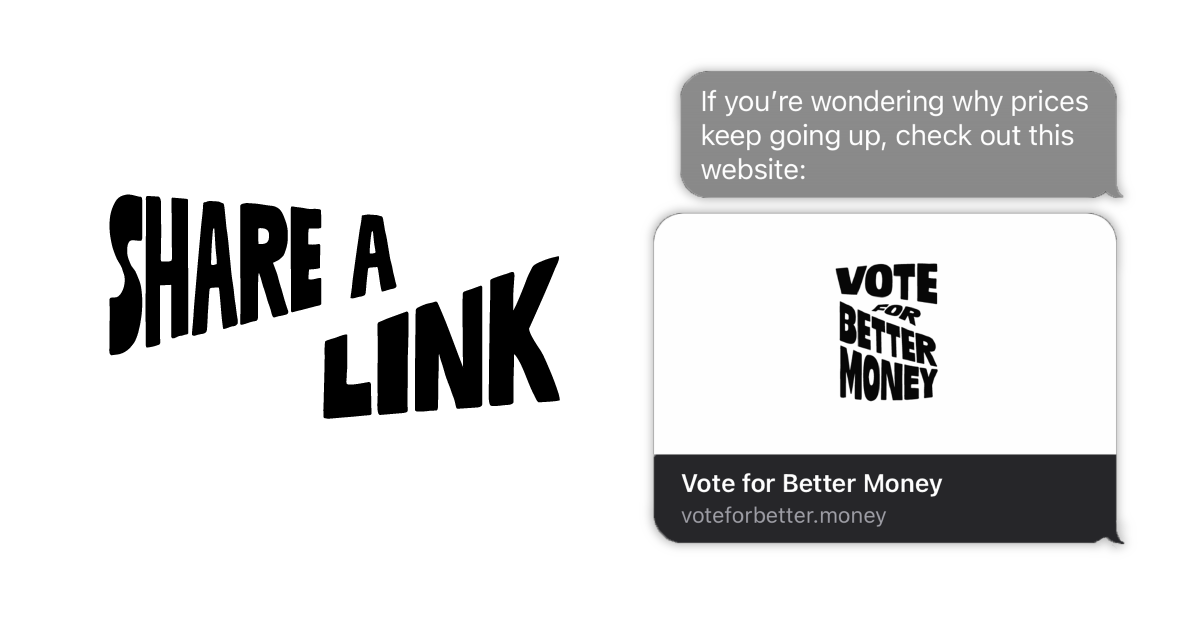 SHARE A
LINK
If you’re wondering why prices
keep going up, check out this
website:
VOTE
FOR
BETTER
MONEY
Vote for Better Money
voteforbetter.money